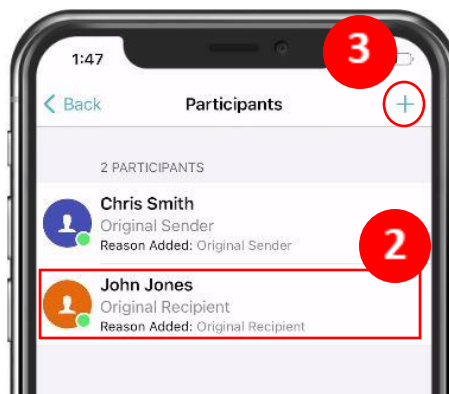 3
1:47
Back Participants +
2 PARTICIPANTS
Chris Smith
Original Sender
Reason Added: Original Sender
2
John Jones
Original Recipient
Reason Added: Original Recipient